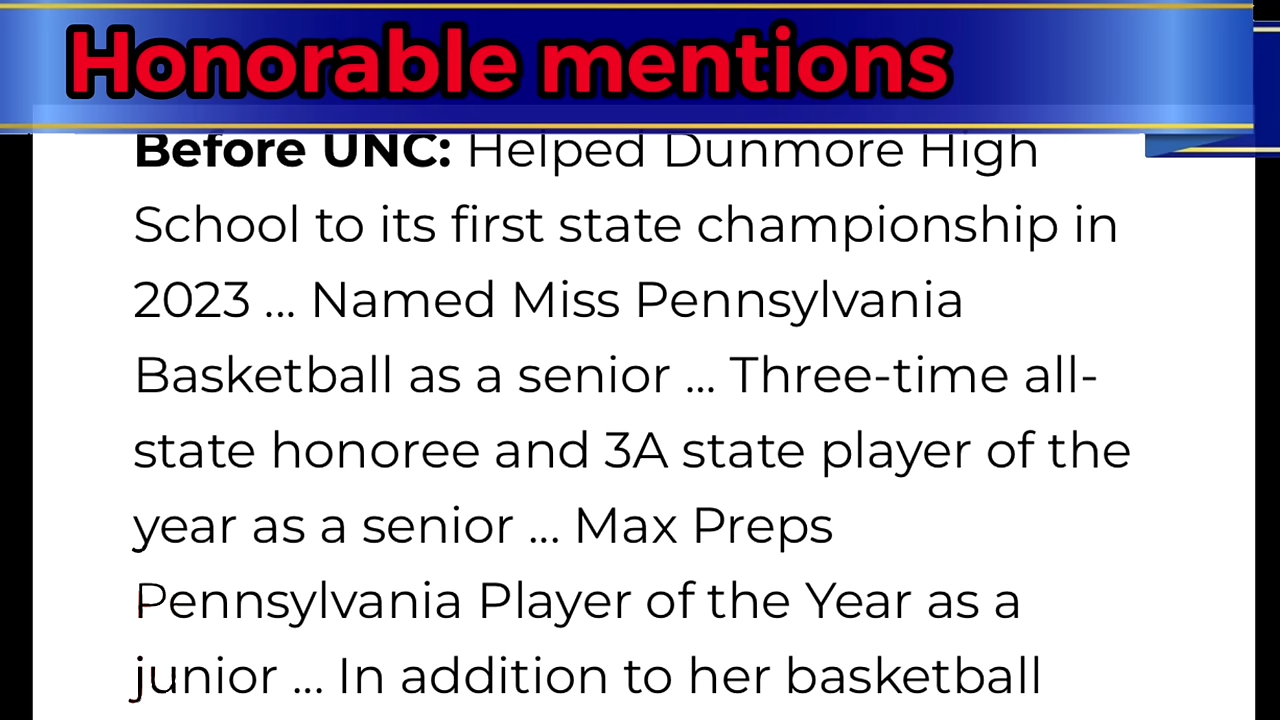 Honorable mentions
Before UNC: Helped Dunmore High
School to its first state championship in
2023 ... Named Miss Pennsylvania
Basketball as a senior ... Three-time all-
state honoree and 3A state player of the
year as a senior ... Max Preps
Pennsylvania Player of the Year as a
junior ... In addition to her basketball